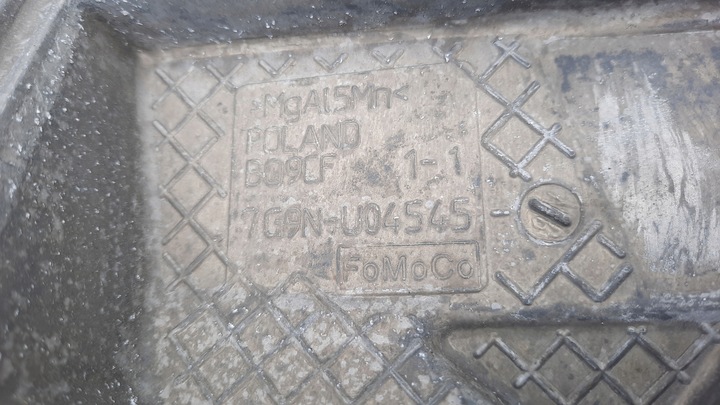 >MgAl5Mn<
POLAND
B09CF 1-1
7G9N-U04545
FoMoCo